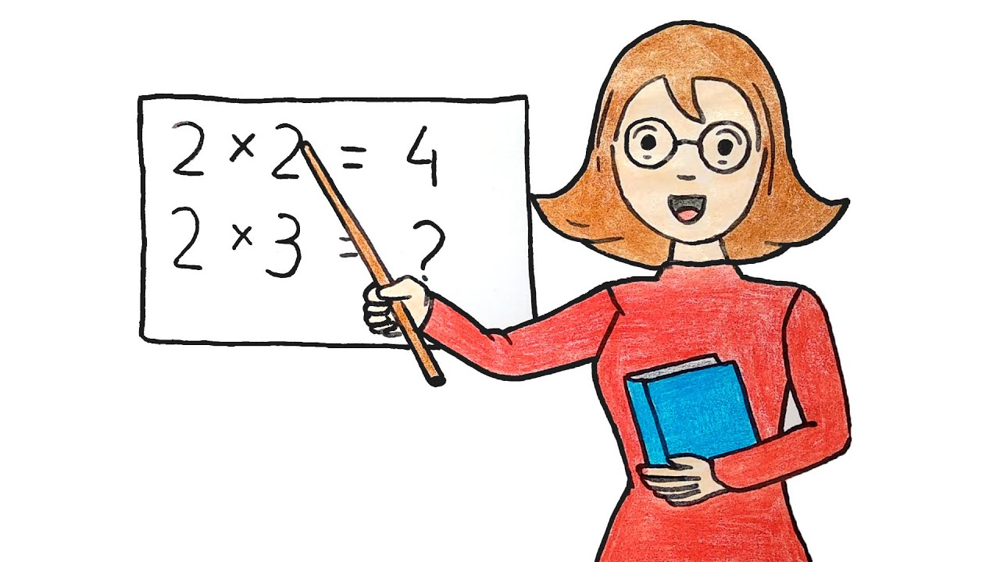 2 × 2 = 4
2 × 3 = ?